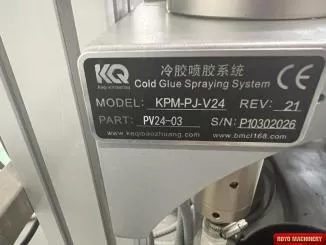 KQ
冷胶喷胶系统
Cold Glue Spraying System
CE
MODEL: KPM-PJ-V24 REV: 21
PART: PV24-03 S/N: P10302026
www.keqibaozhuang.com www.bmcl168.com
ROYO MACHINERY